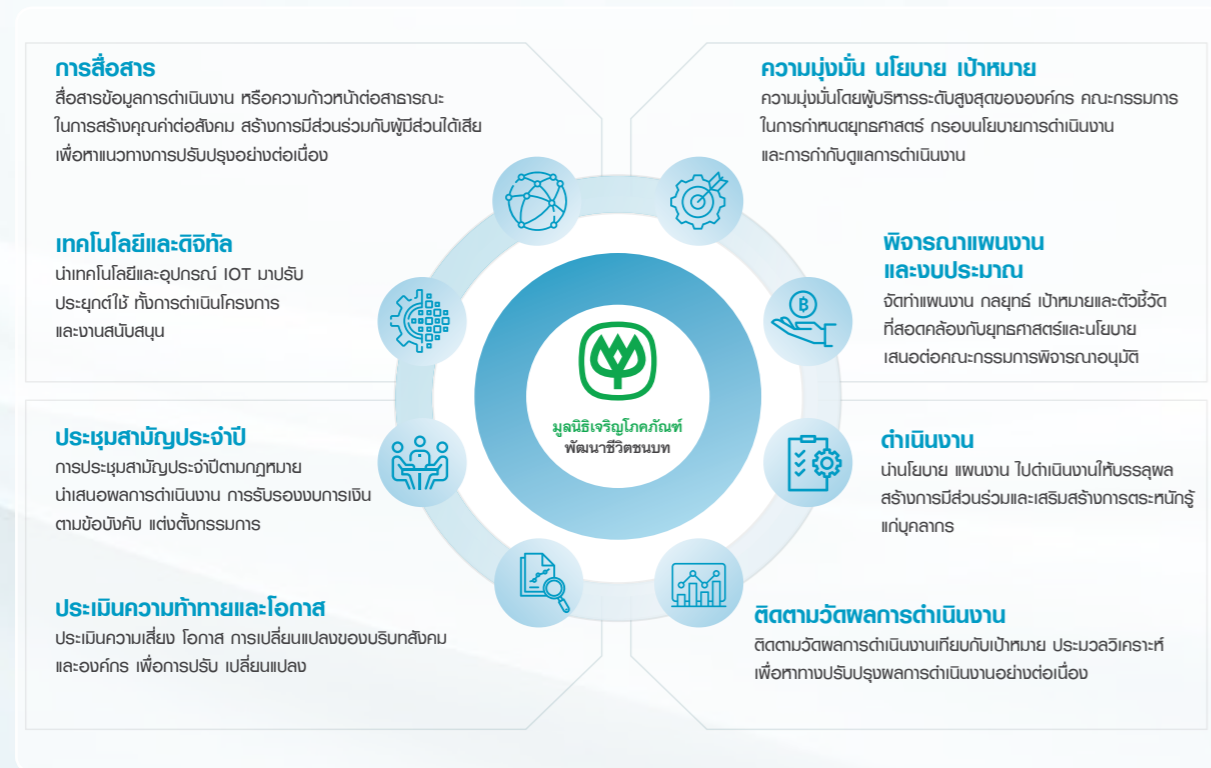 การสื่อสาร
สื่อสารข้อมูลการดำเนินงาน หรือความก้าวหน้าต่อสาธารณะ
ในการสร้างคุณค่าต่อสังคม สร้างการมีส่วนร่วมกับผู้มีส่วนได้เสีย
เพื่อหาแนวทางการปรับปรุงอย่างต่อเนื่อง
ความมุ่งมั่น นโยบาย เป้าหมาย
ความมุ่งมั่นโดยผู้บริหารระดับสูงสุดขององค์กร คณะกรรมการ
ในการกำหนดยุทธศาสตร์ กรอบนโยบายการดำเนินงาน
และการกำกับดูแลการดำเนินงาน
เทคโนโลยีและดิจิทัล
นำเทคโนโลยีและอุปกรณ์ IOT มาปรับ
ประยุกต์ใช้ ทั้งการดำเนินโครงการ
และงานสนับสนุน
พิจารณาแผนงาน
และงบประมาณ
จัดทำแผนงาน กลยุทธ์ เป้าหมายและตัวชี้วัด
ที่สอดคล้องกับยุทธศาสตร์และนโยบาย
เสนอต่อคณะกรรมการพิจารณาอนุมัติ
มูลนิธิเจริญโภคภัณฑ์
พัฒนาชีวิตชนบท
ประชุมสามัญประจำปี
การประชุมสามัญประจำปีตามกฎหมาย
นำเสนอผลการดำเนินงาน การรับรองงบการเงิน
ตามข้อบังคับ แต่งตั้งกรรมการ
ดำเนินงาน
นำนโยบาย แผนงาน ไปดำเนินงานให้บรรลุผล
สร้างการมีส่วนร่วมและเสริมสร้างการตระหนักรู้
แก่บุคลากร
ประเมินความท้าทายและโอกาส
ประเมินความเสี่ยง โอกาส การเปลี่ยนแปลงของบริบทสังคม
และองค์กร เพื่อการปรับ เปลี่ยนแปลง
ติดตามวัดผลการดำเนินงาน
ติดตามวัดผลการดำเนินงานเทียบกับเป้าหมาย ประมวลวิเคราะห์
เพื่อหาทางปรับปรุงผลการดำเนินงานอย่างต่อเนื่อง